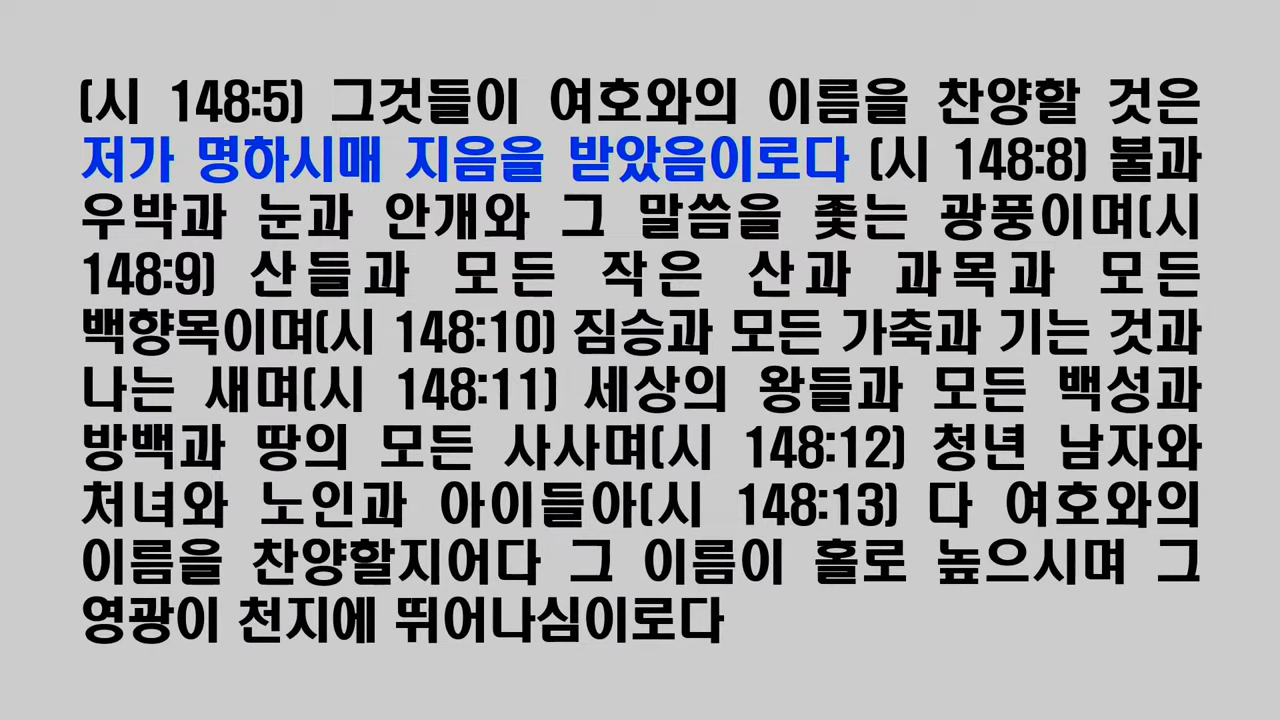 (시 148:5) 그것들이 여호와의 이름을 찬양할 것은
저가 명하시매 지음을 받았음이로다 (시 148:8) 불과
우박과 눈과 안개와 그 말씀을 좇는 광풍이며(시
148:9) 산들과 모든 작은 산과 과목과 모든
백향목이며(시 148:10) 짐승과 모든 가축과 기는 것과
나는 새며(시 148:11) 세상의 왕들과 모든 백성과
방백과 땅의 모든 사사며(시 148:12) 청년 남자와
처녀와 노인과 아이들아(시 148:13) 다 여호와의
이름을 찬양할지어다 그 이름이 홀로 높으시며 그
영광이 천지에 뛰어나심이로다